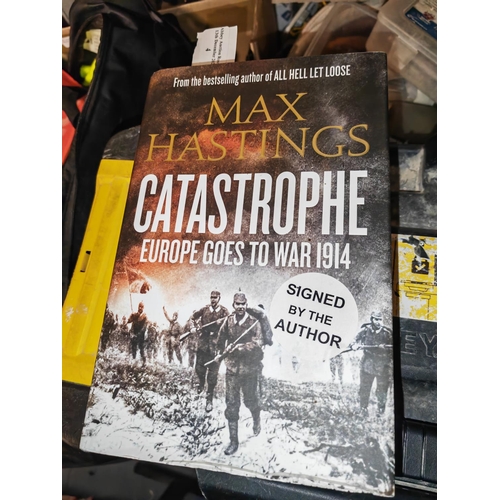 4
From the bestselling author of ALL HELL LET LOOSE
MAX
HASTINGS
CATASTROPHE
EUROPE GOES TO WAR 1914
SIGNED
BY THE
AUTHOR